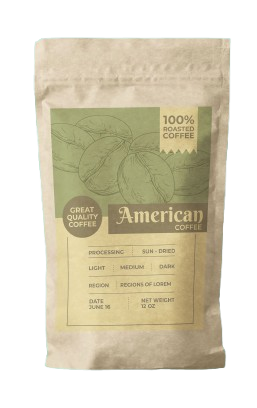 100%
ROASTED
COFFEE
GREAT
QUALITY
COFFEE
American
COFFEE
PROCESSING SUN - DRIED
LIGHT MEDIUM DARK
REGION REGIONS OF LOREM
DATE NET WEIGHT
JUNE 16 12 OZ